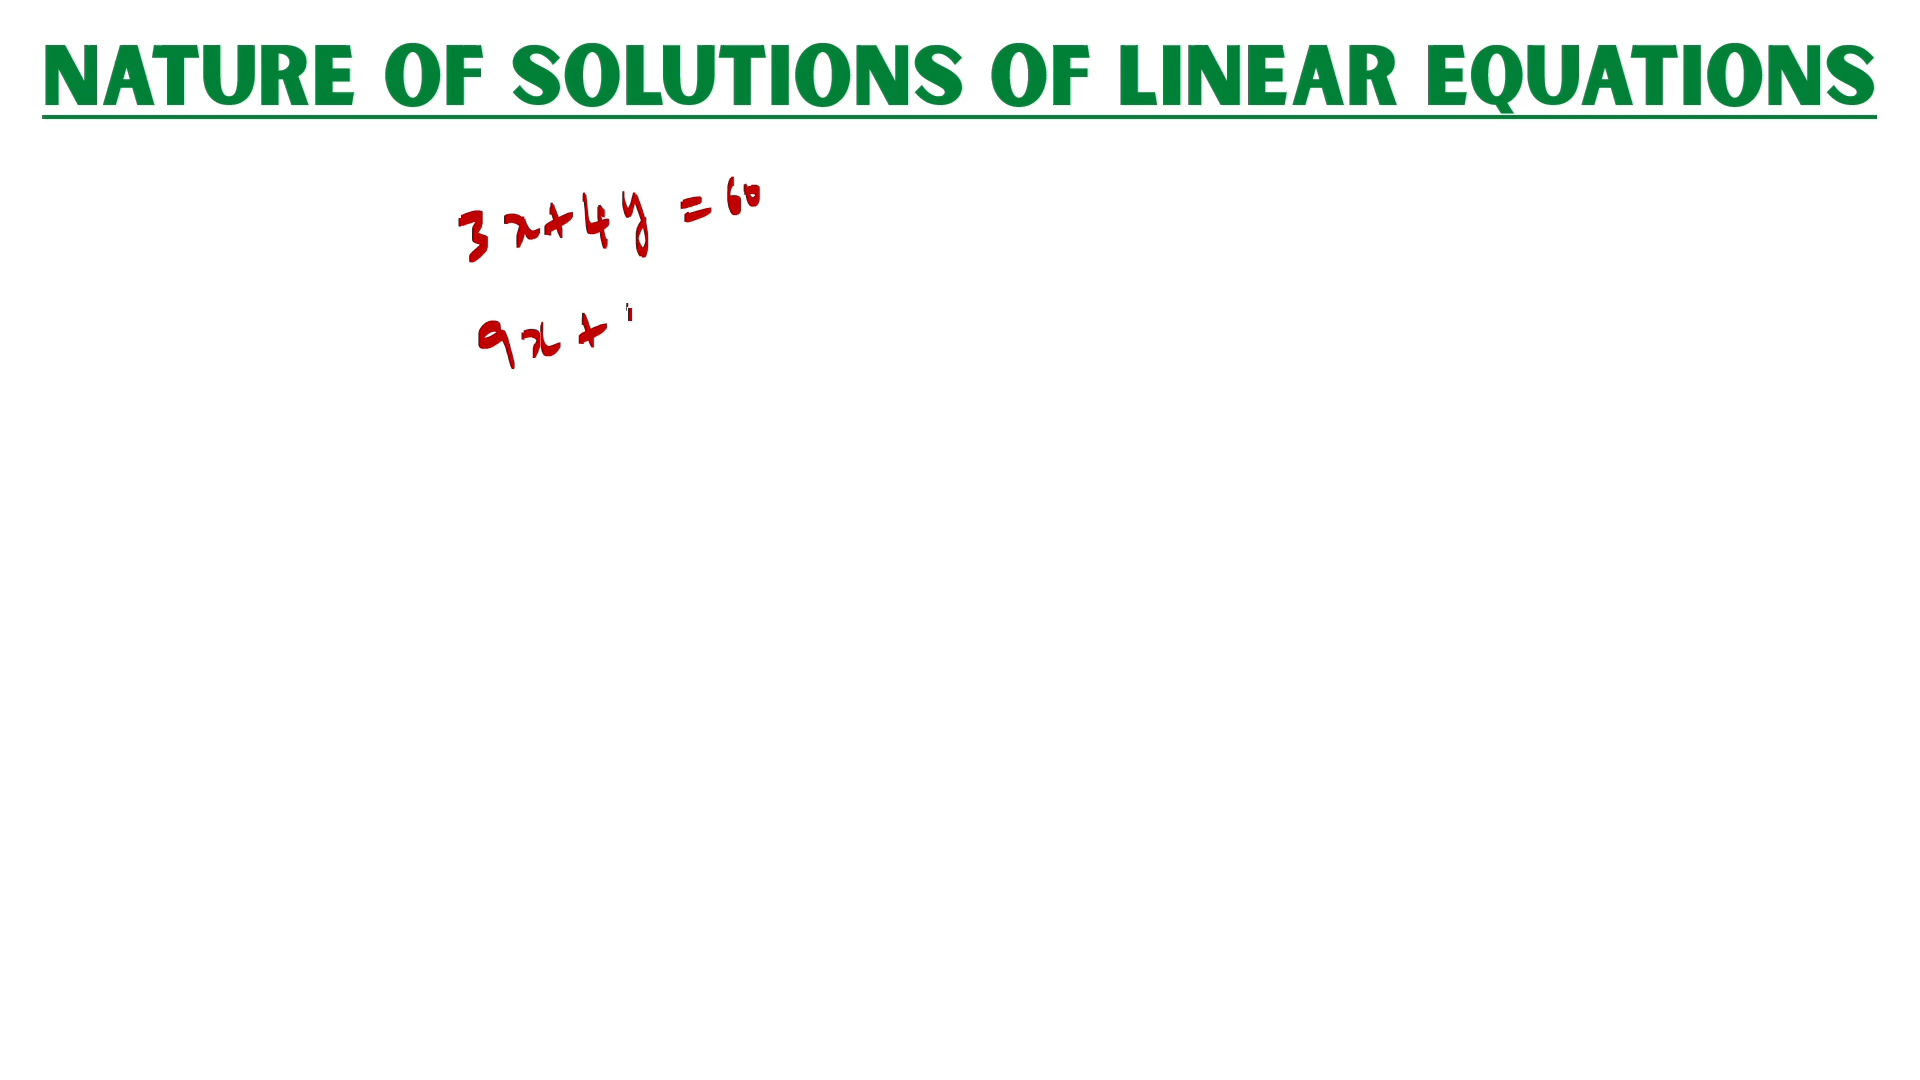 NATURE OF SOLUTIONS OF LINEAR EQUATIONS
3x+4y = 60
9x +